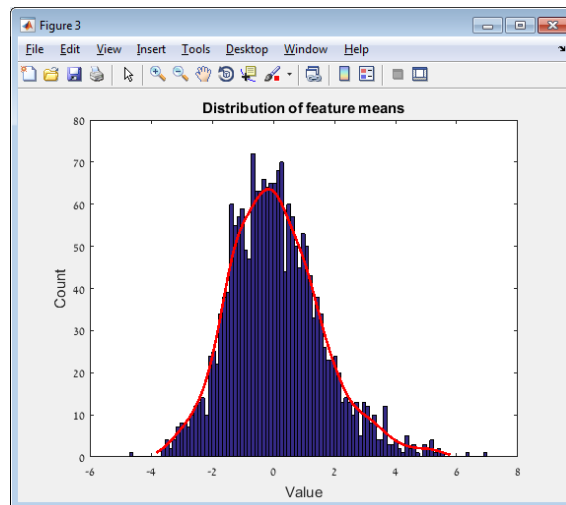 Figure 3
File Edit View Insert Tools Desktop Window Help
Distribution of feature means
80
70
60
50
40
30
20
10
0
Count
-6 -4 -2 0 2 4 6 8
Value